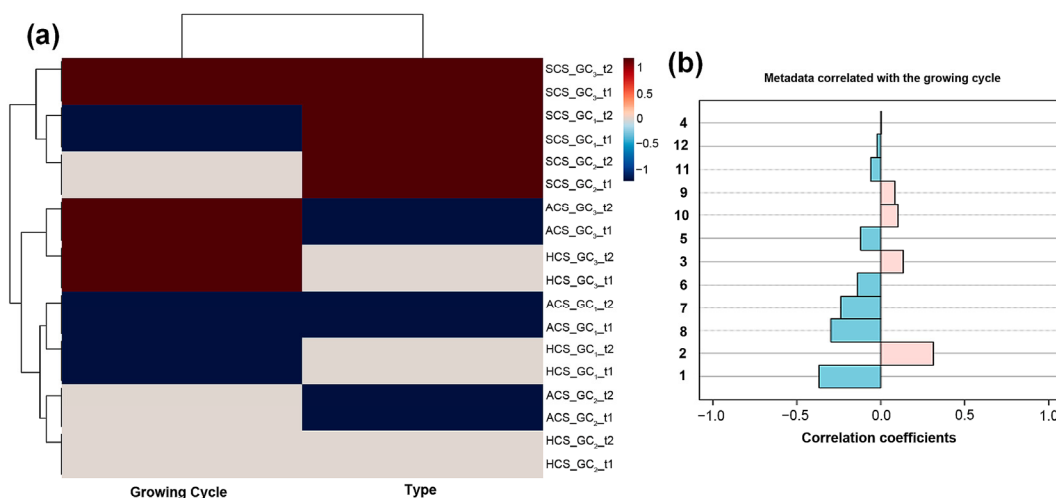 (a)
SCS_GC₃_t2
SCS_GC₃_t1
SCS_GC₁_t2
SCS_GC₁_t1
SCS_GC₂_t2
SCS_GC₂_t1
ACS_GC₃_t2
ACS_GC₃_t1
HCS_GC₃_t2
HCS_GC₃_t1
ACS_GC₁_t2
ACS_GC₁_t1
HCS_GC₁_t2
HCS_GC₁_t1
ACS_GC₂_t2
ACS_GC₂_t1
HCS_GC₂_t2
HCS_GC₂_t1
1
0.5
0
−0.5
−1
Growing Cycle Type
(b)
Metadata correlated with the growing cycle
4
12
11
9
10
5
3
6
7
8
2
1
−1.0 −0.5 0.0 0.5 1.0
Correlation coefficients